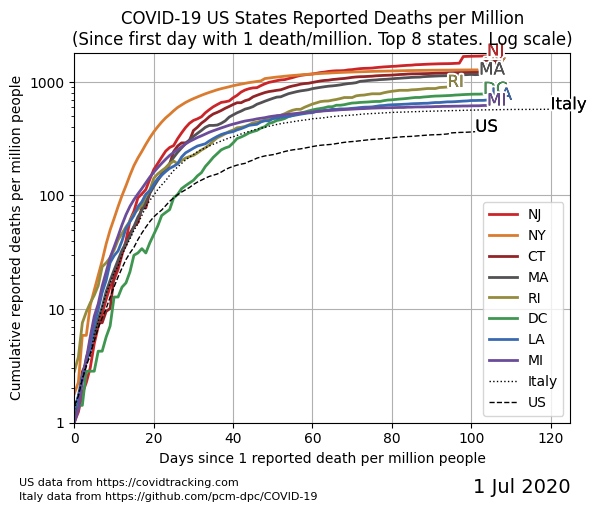 COVID-19 US States Reported Deaths per Million
(Since first day with 1 death/million. Top 8 states. Log scale)
Cumulative reported deaths per million people
1000
100
10
1
NJ
MA
RI
DC
MI
Italy
US
NJ
NY
CT
MA
RI
DC
LA
MI
Italy
US
0 20 40 60 80 100 120
Days since 1 reported death per million people
US data from https://covidtracking.com
Italy data from https://github.com/pcm-dpc/COVID-19
1 Jul 2020